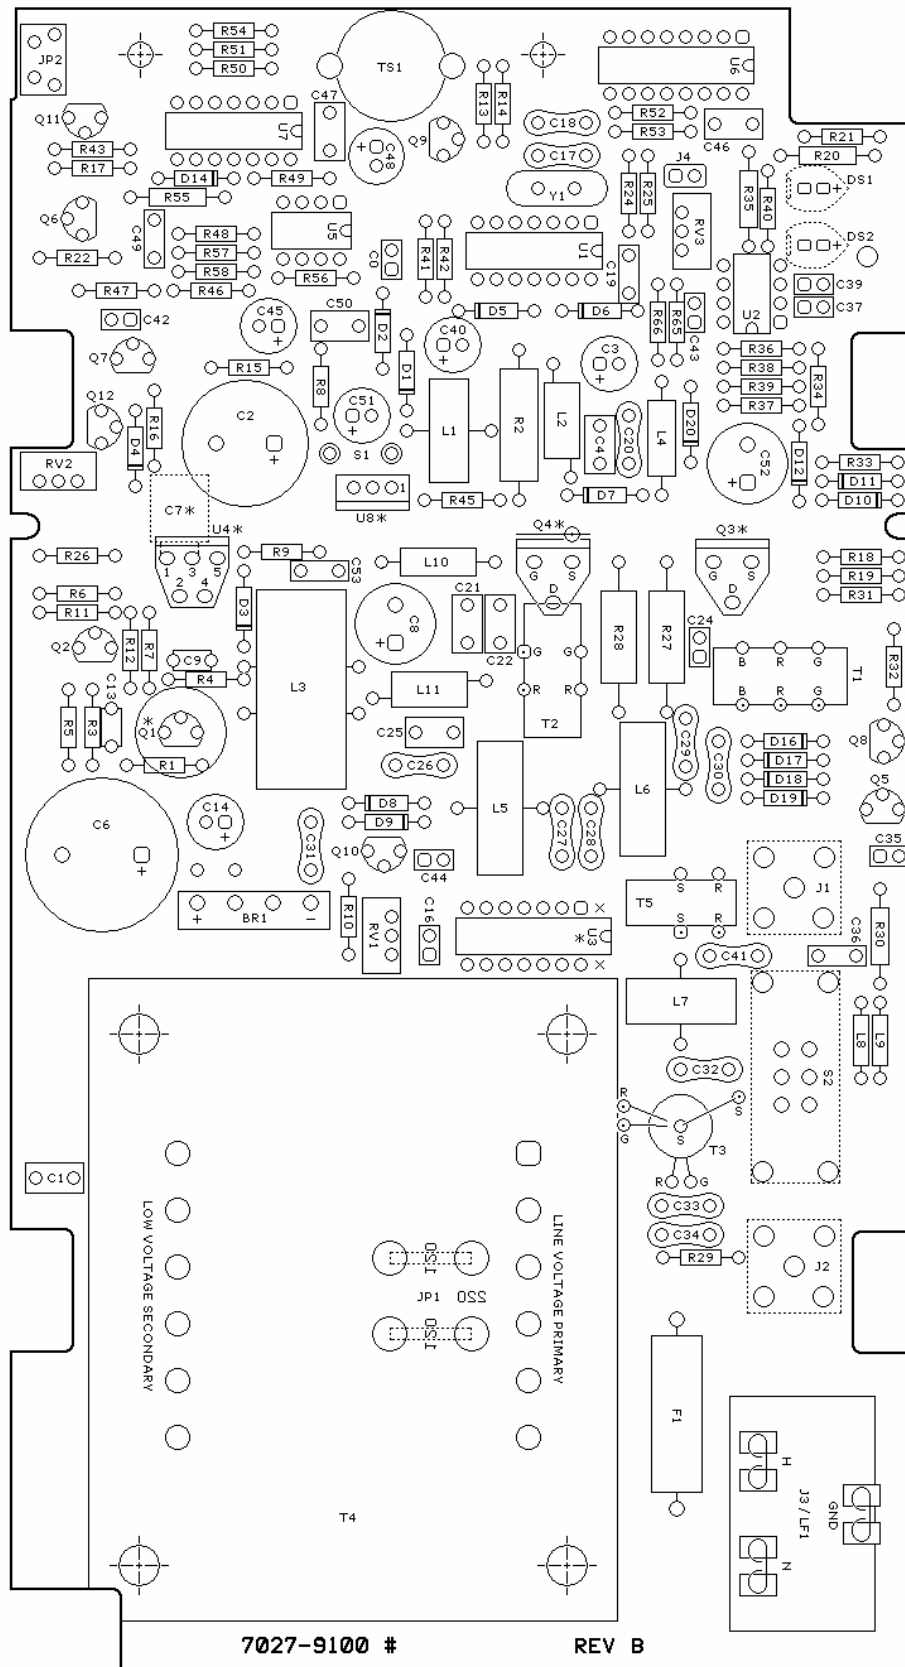 R54
JP2
R51
R50
TS1
U6
C47
R13
R14
Q11
U7
C18
R52
R53
C46
R21
R43
R17
C48
Q9
C17
J4
R20
D14
R49
R55
Y1
R24
R25
R35
R40
DS1
Q6
C49
R48
U5
R57
R58
R56
C0
R41
R42
U1
C19
RV3
DS2
R22
R47
R46
C39
C37
C42
C45
C50
D2
D5
D6
R66
R65
C43
U2
Q7
R15
R8
D1
C40
C3
R36
R38
R39
R37
R34
Q12
R16
D4
C2
C51
L1
R2
L2
C4
C20
L4
D20
C52
D12
S1
RV2
C7*
1
U8*
R45
D7
R33
D11
D10
U4*
1 3 5
2 4
R26
R9
C53
L10
Q4*
G S
D
Q3*
G S
D
R18
R19
R31
R6
R11
D3
C8
C21
C22
R28
R27
C24
Q2
R12
R7
C9
R4
L3
G G
R R
T2
B R G
B R G
T1
R32
L11
R5
R3
C13
*
Q1
C25
C26
C29
C30
D16
D17
D18
D19
Q8
R1
L5
L6
Q5
C6
C14
C31
D8
D9
Q10
C44
C27
C28
C35
+ BR1 -
R10
RV1
C16
U3
*
S R
T5
S R
J1
C41
C36
R30
L7
L8
L9
C32
S2
R
G
S
S
T3
R G
C1
C33
C34
R29
J2
LOW VOLTAGE SECONDARY
LINE VOLTAGE PRIMARY
120
JP1 220
120
F1
H
J3/LF1
GND
N
T4
7027-9100 # REV B